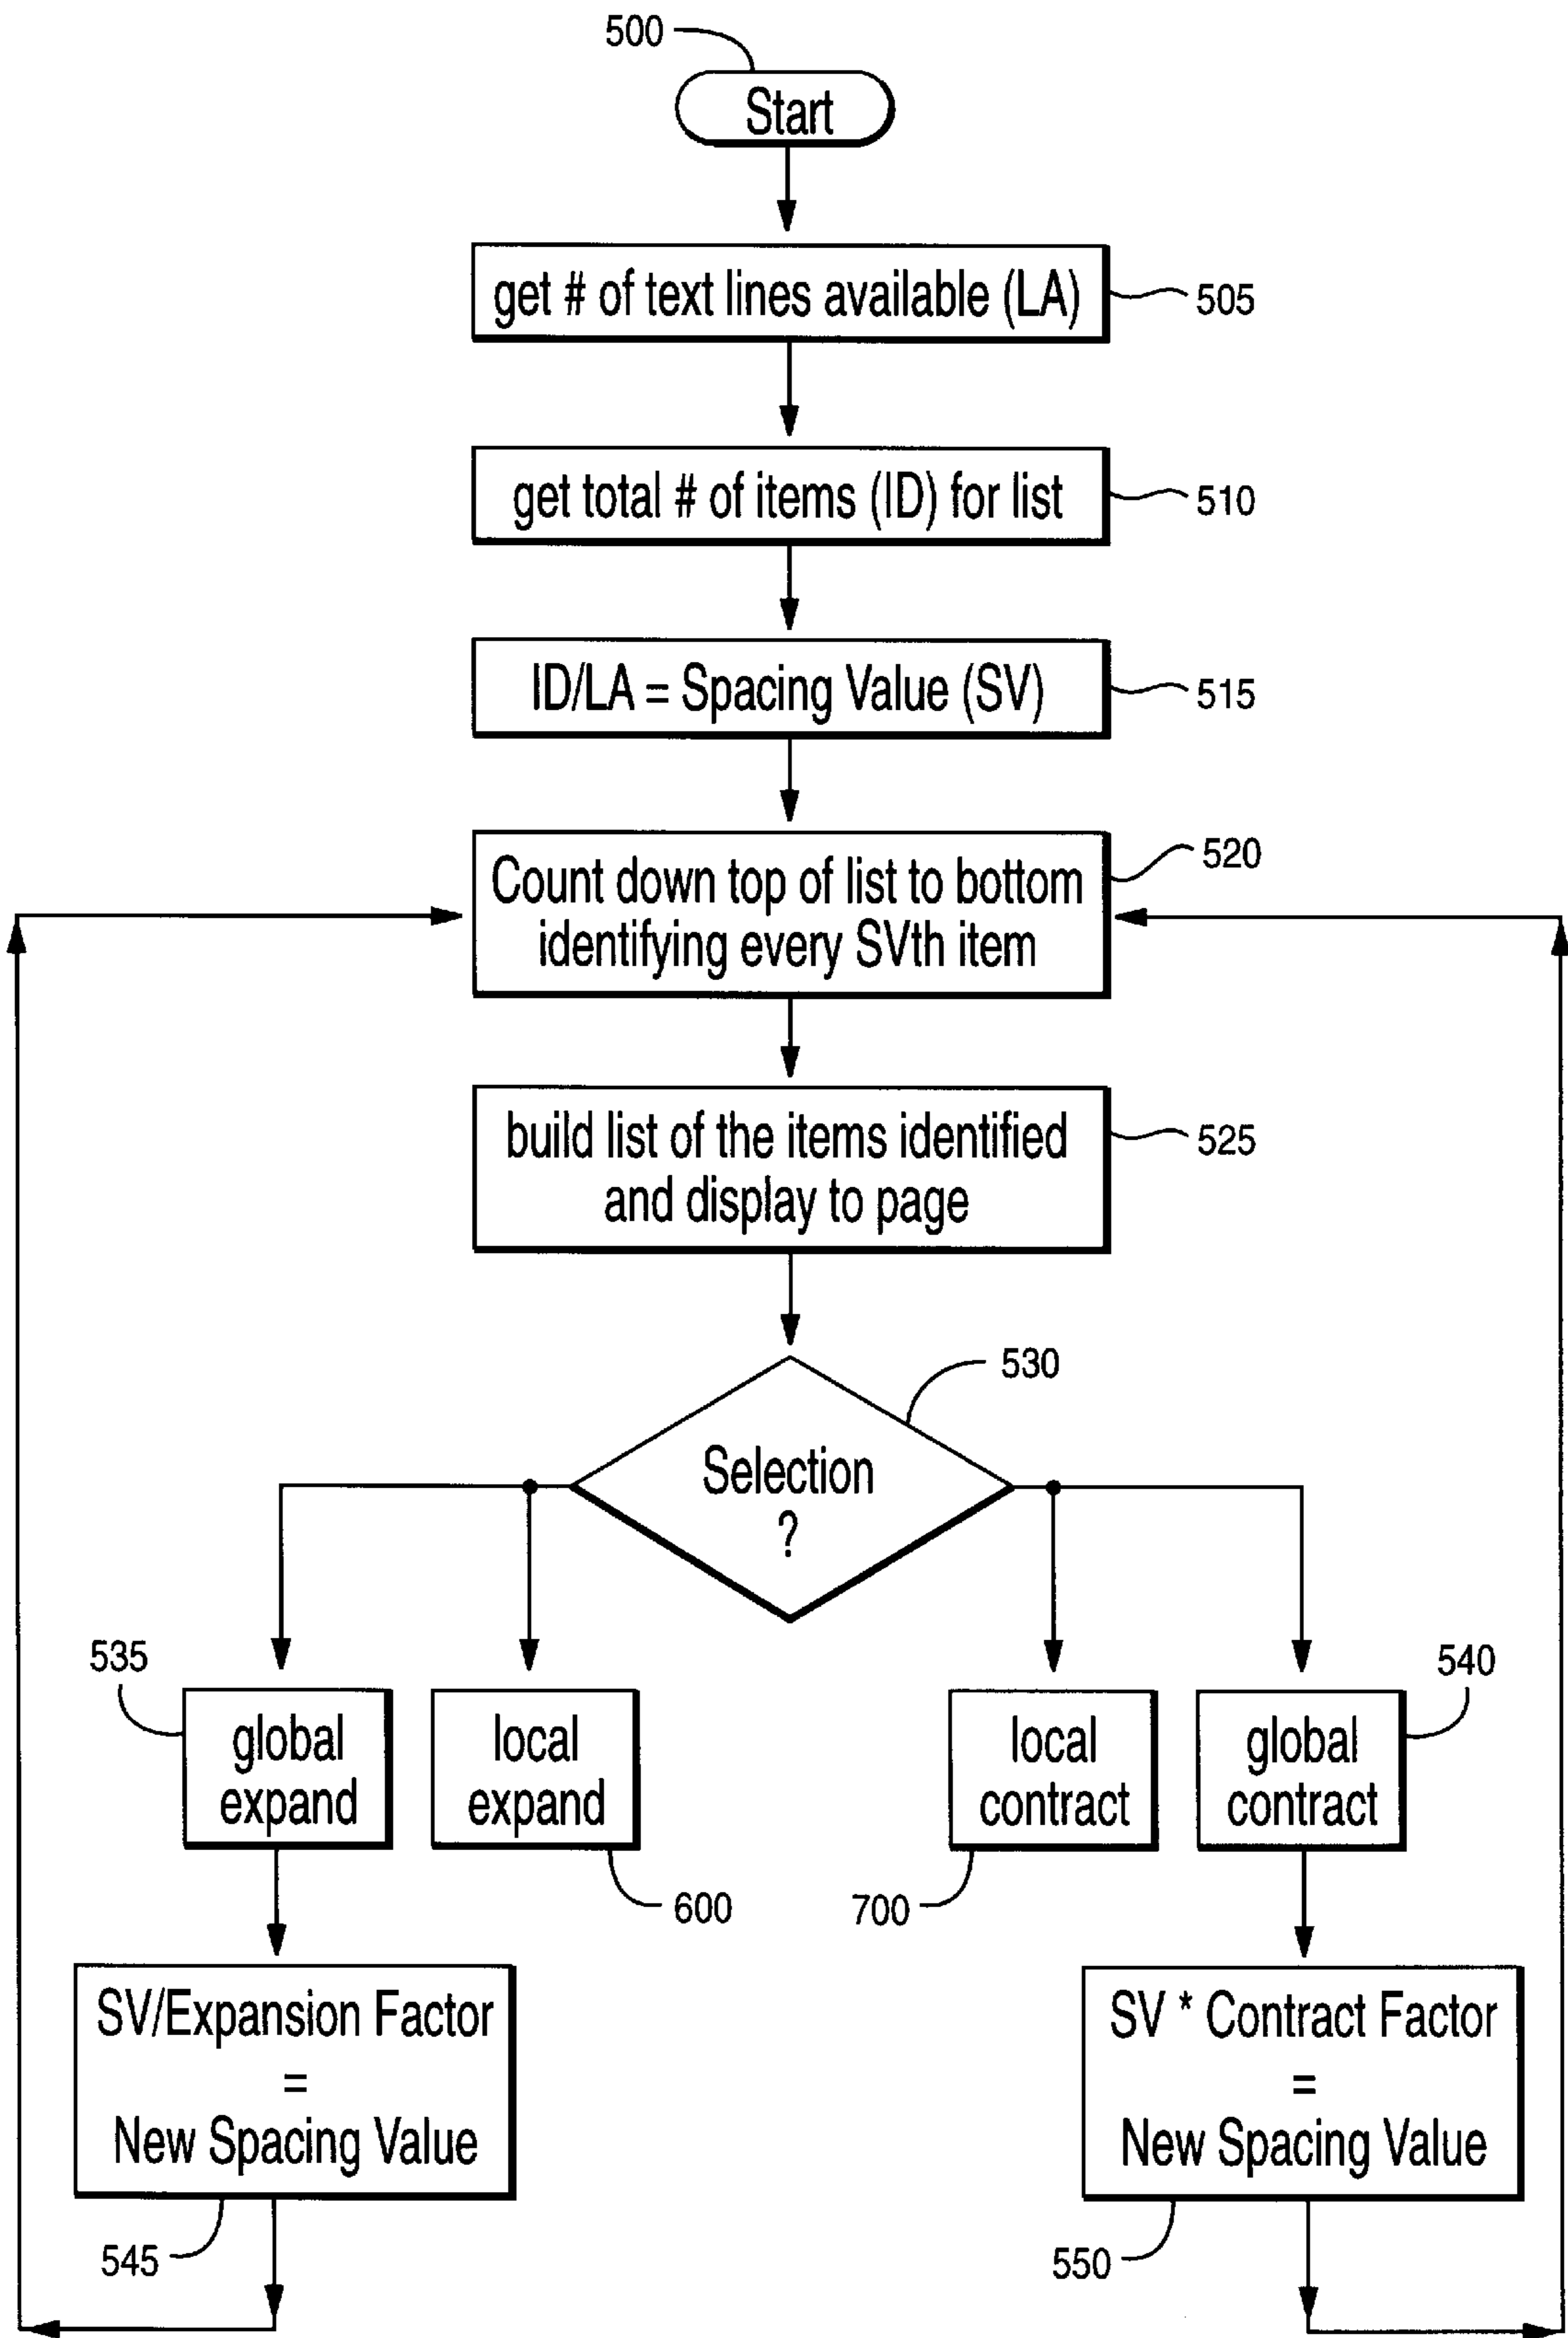 500
Start
get # of text lines available (LA)
505
get total # of items (ID) for list
510
ID/LA = Spacing Value (SV)
515
Count down top of list to bottom
identifying every SVth item
520
build list of the items identified
and display to page
525
530
Selection
?
535
global
expand
local
expand
600
local
contract
700
global
contract
540
SV/Expansion Factor
=
New Spacing Value
545
SV * Contract Factor
=
New Spacing Value
550